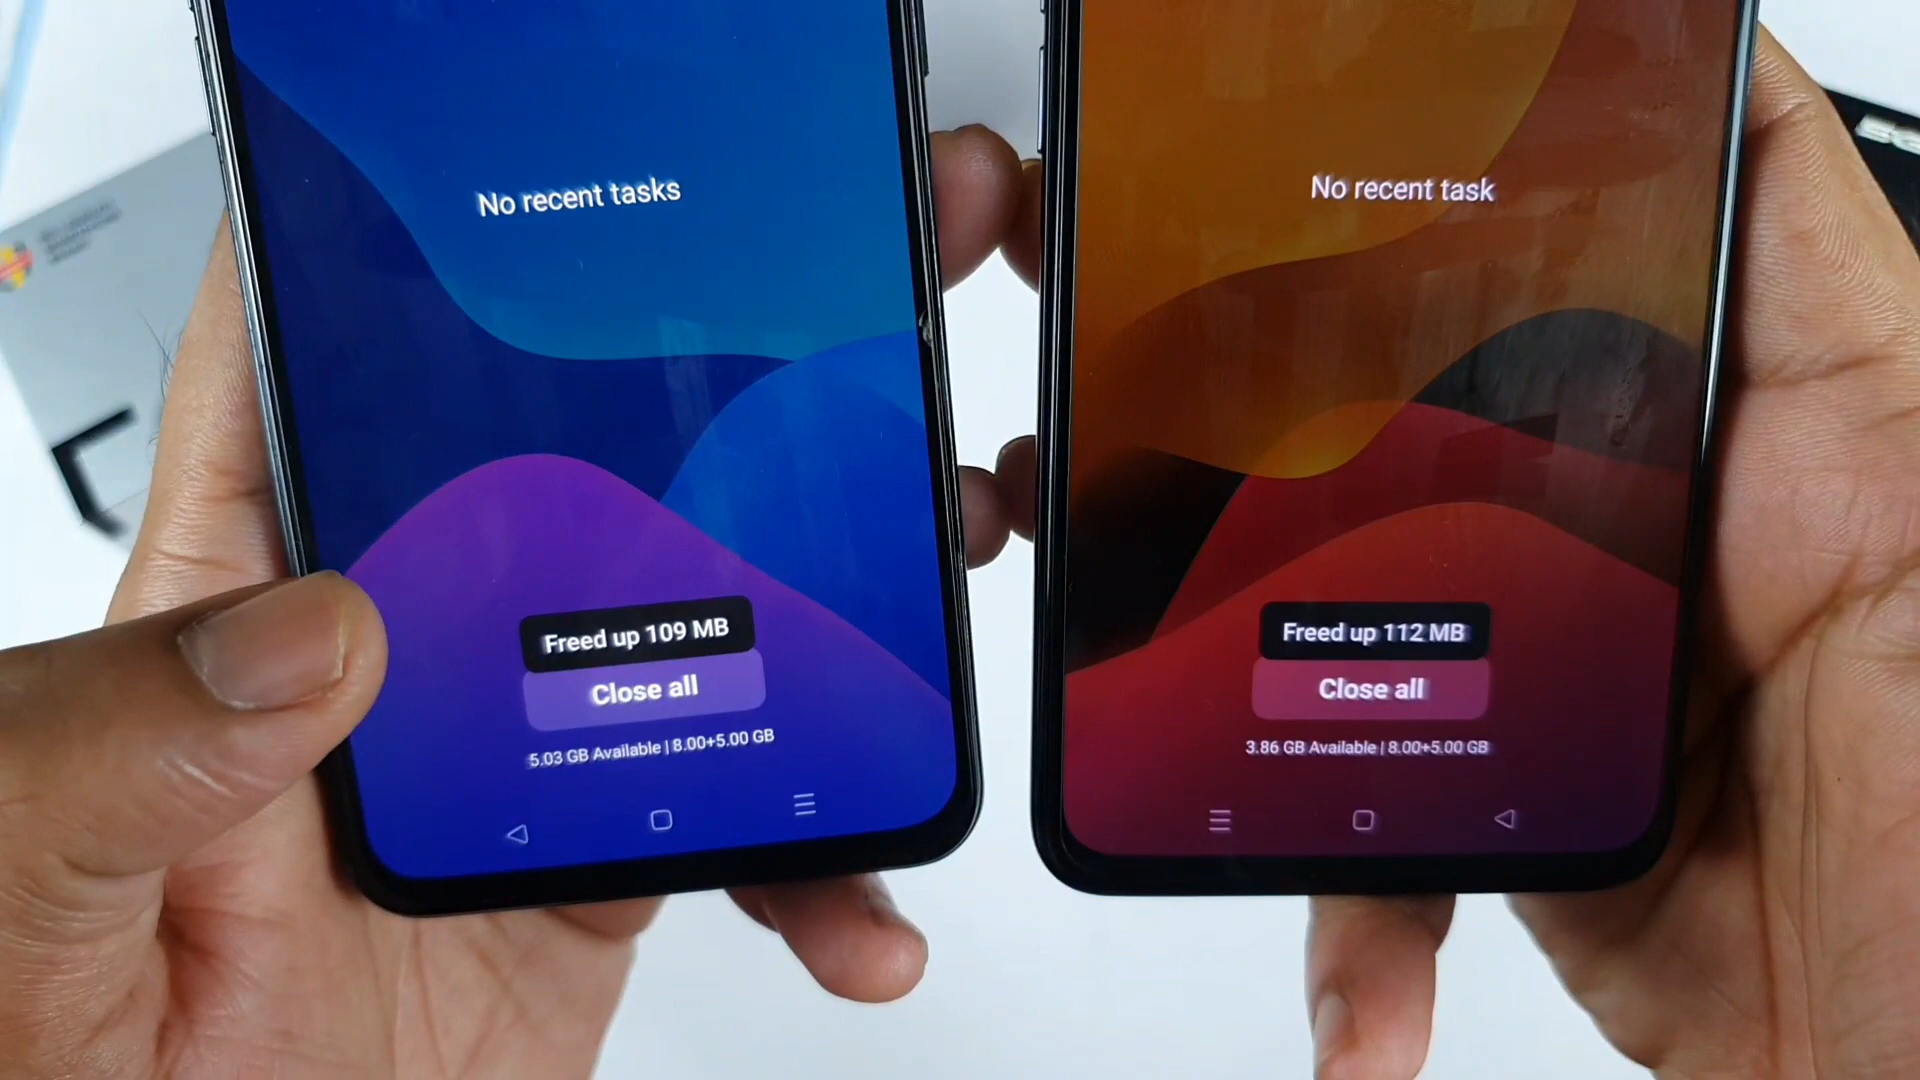 No recent tasks
Freed up 109 MB
Close all
5.03 GB Available | 8.00+5.00 GB
No recent task
Freed up 112 MB
Close all
3.86 GB Available | 8.00+5.00 GB